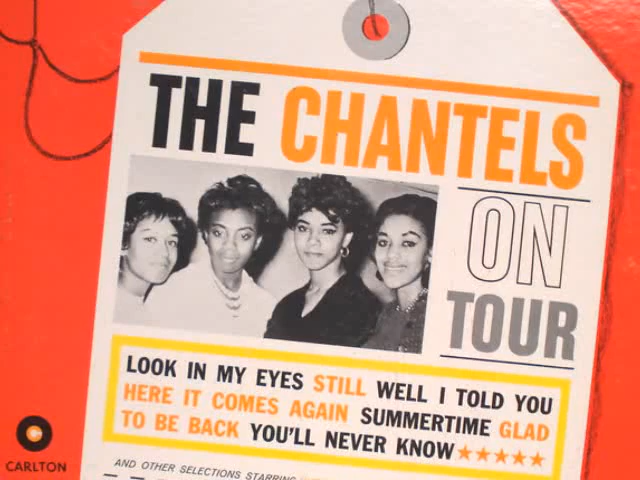 THE CHANTELS
ON
TOUR
LOOK IN MY EYES STILL WELL I TOLD YOU
HERE IT COMES AGAIN SUMMERTIME GLAD
TO BE BACK YOU'LL NEVER KNOW★★★★★
AND OTHER SELECTIONS STARRING
C
CARLTON